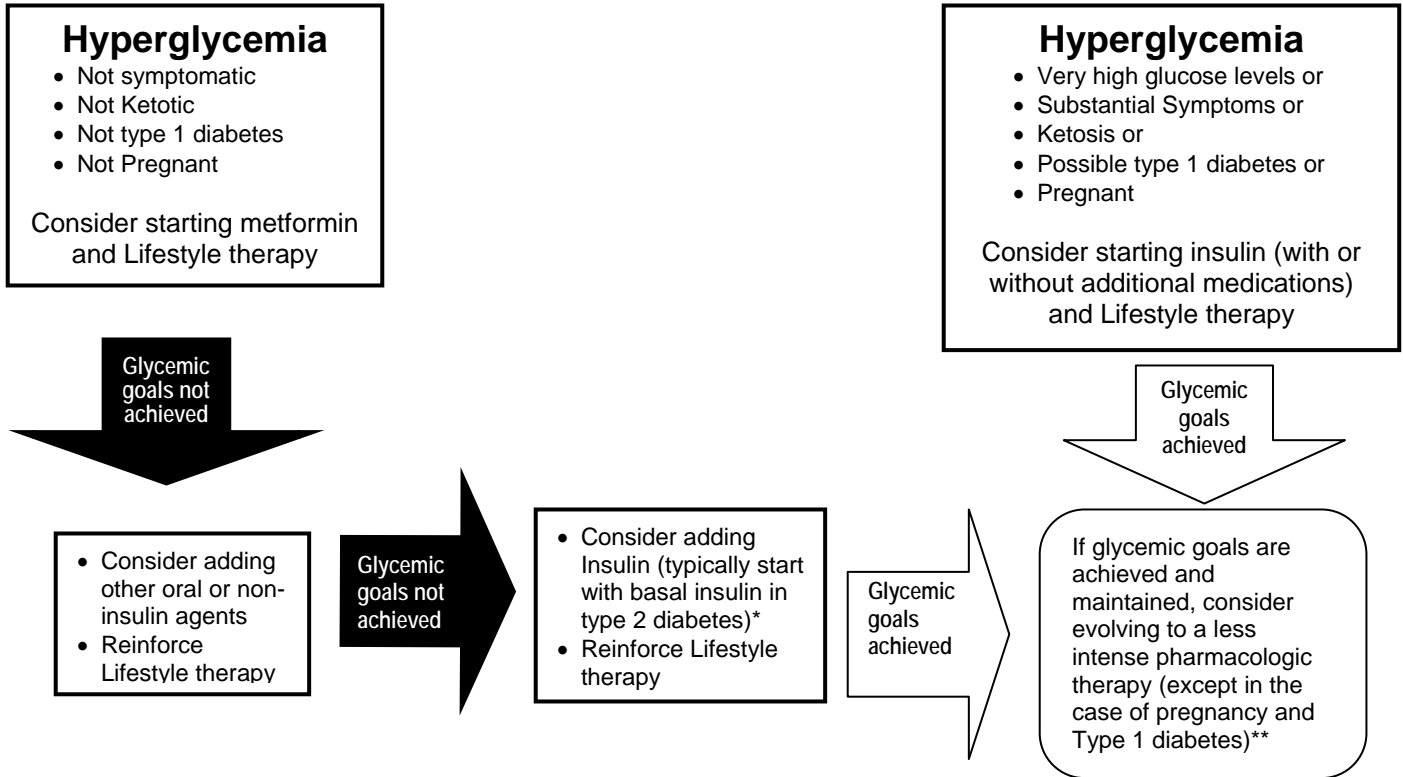 Hyperglycemia
• Not symptomatic
• Not Ketotic
• Not type 1 diabetes
• Not Pregnant
Consider starting metformin
and Lifestyle therapy
Hyperglycemia
• Very high glucose levels or
• Substantial Symptoms or
• Ketosis or
• Possible type 1 diabetes or
• Pregnant
Consider starting insulin (with or
without additional medications)
and Lifestyle therapy
Glycemic
goals not
achieved
Glycemic
goals
achieved
• Consider adding
other oral or non-
insulin agents
• Reinforce
Lifestyle therapy
Glycemic
goals not
achieved
• Consider adding
Insulin (typically start
with basal insulin in
type 2 diabetes)*
• Reinforce Lifestyle
therapy
Glycemic
goals
achieved
If glycemic goals are
achieved and
maintained, consider
evolving to a less
intense pharmacologic
therapy (except in the
case of pregnancy and
Type 1 diabetes)**